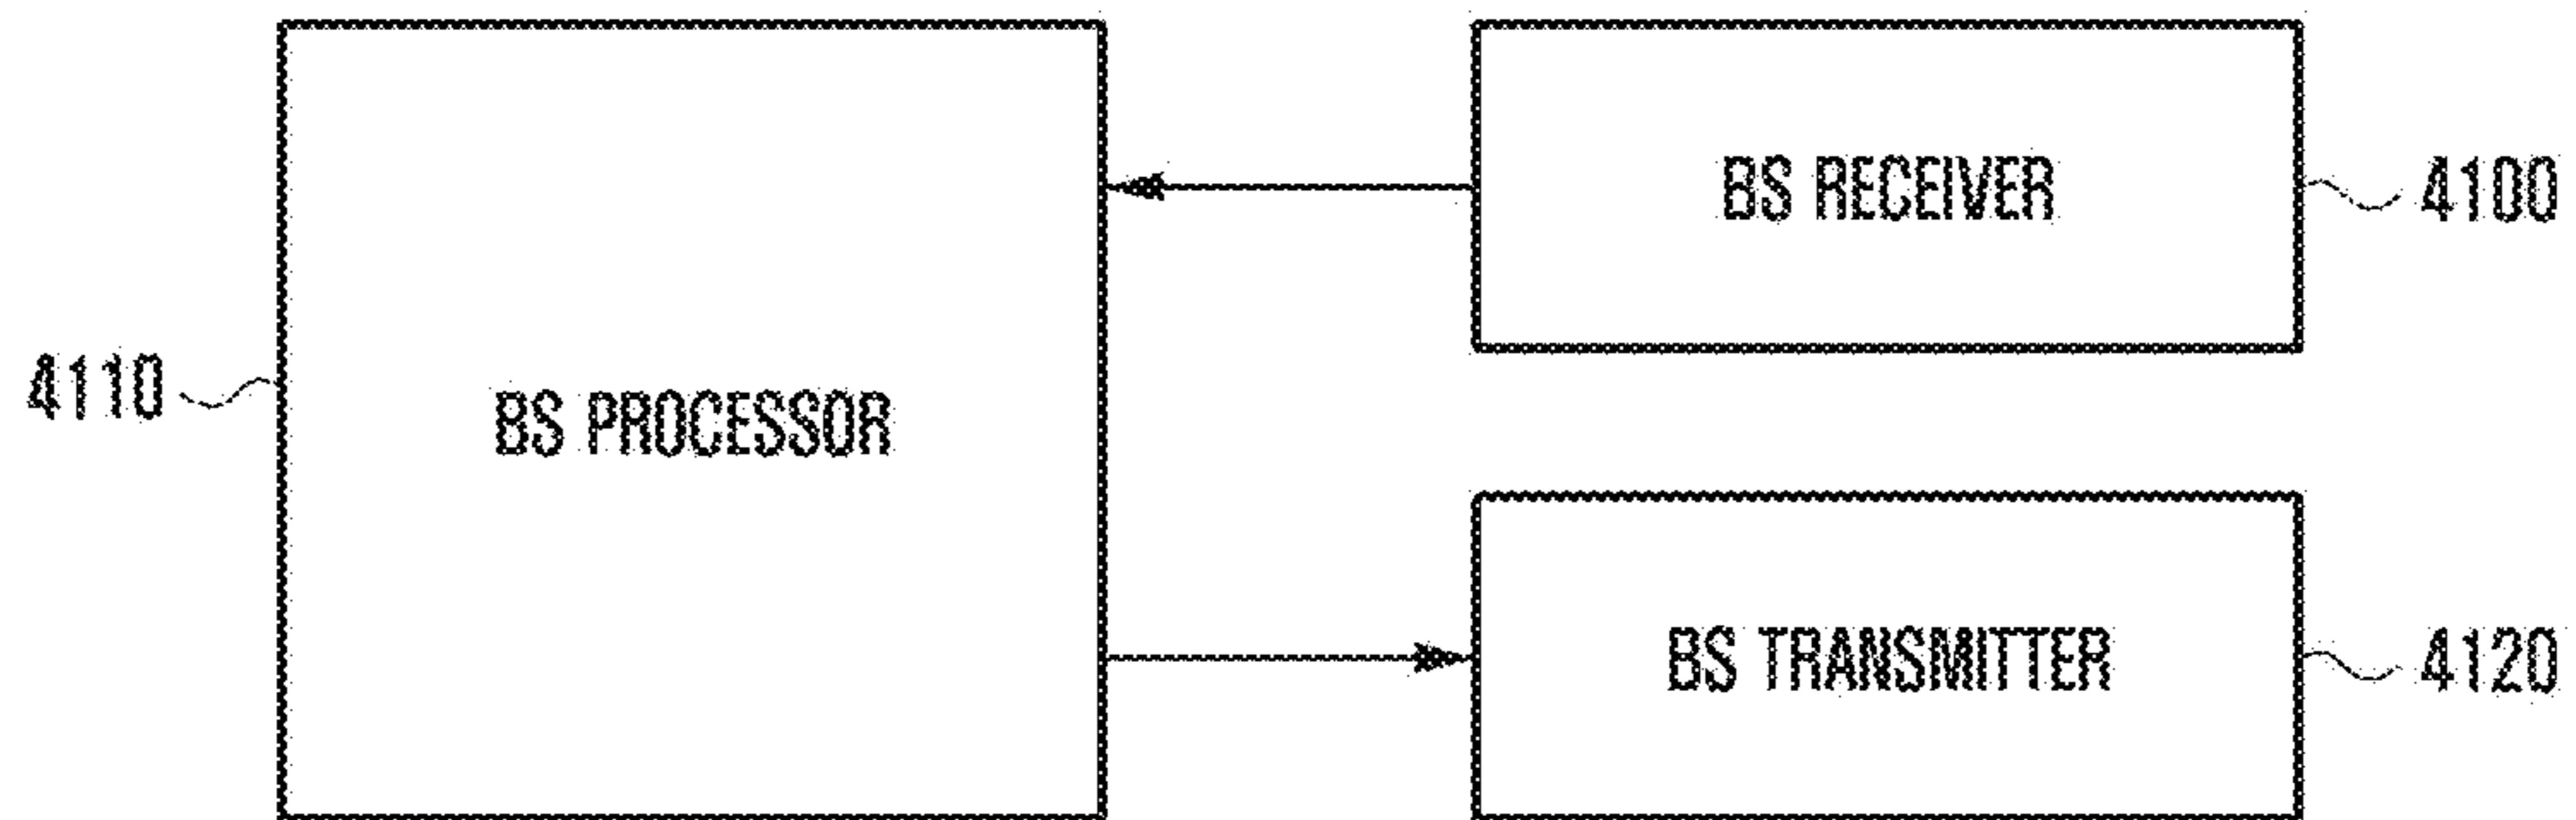 BS RECEIVER
4100
4110
BS PROCESSOR
BS TRANSMITTER
4120